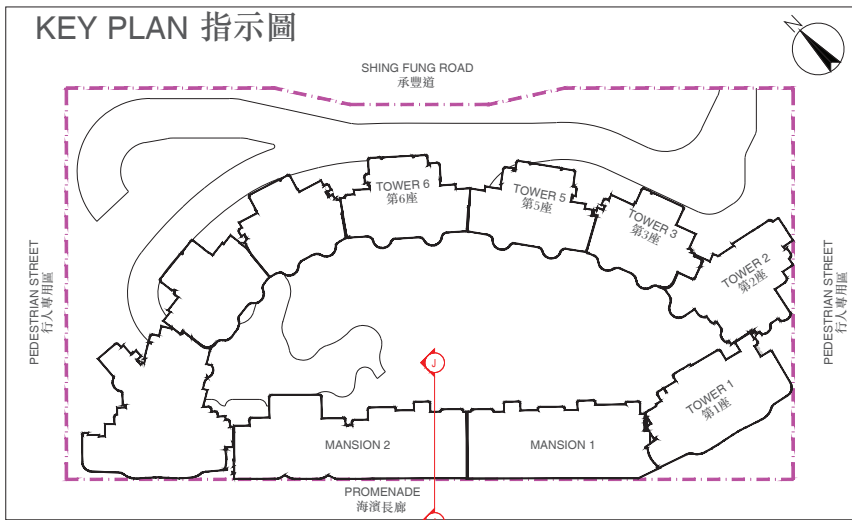 KEY PLAN 指示圖
N
SHING FUNG ROAD
承豐道
TOWER 6
第6座
TOWER 5
第5座
TOWER 3
第3座
TOWER 2
第2座
PEDESTRIAN STREET
行人專用區
PEDESTRIAN STREET
行人專用區
J
TOWER 1
第1座
MANSION 2
MANSION 1
PROMENADE
海濱長廊